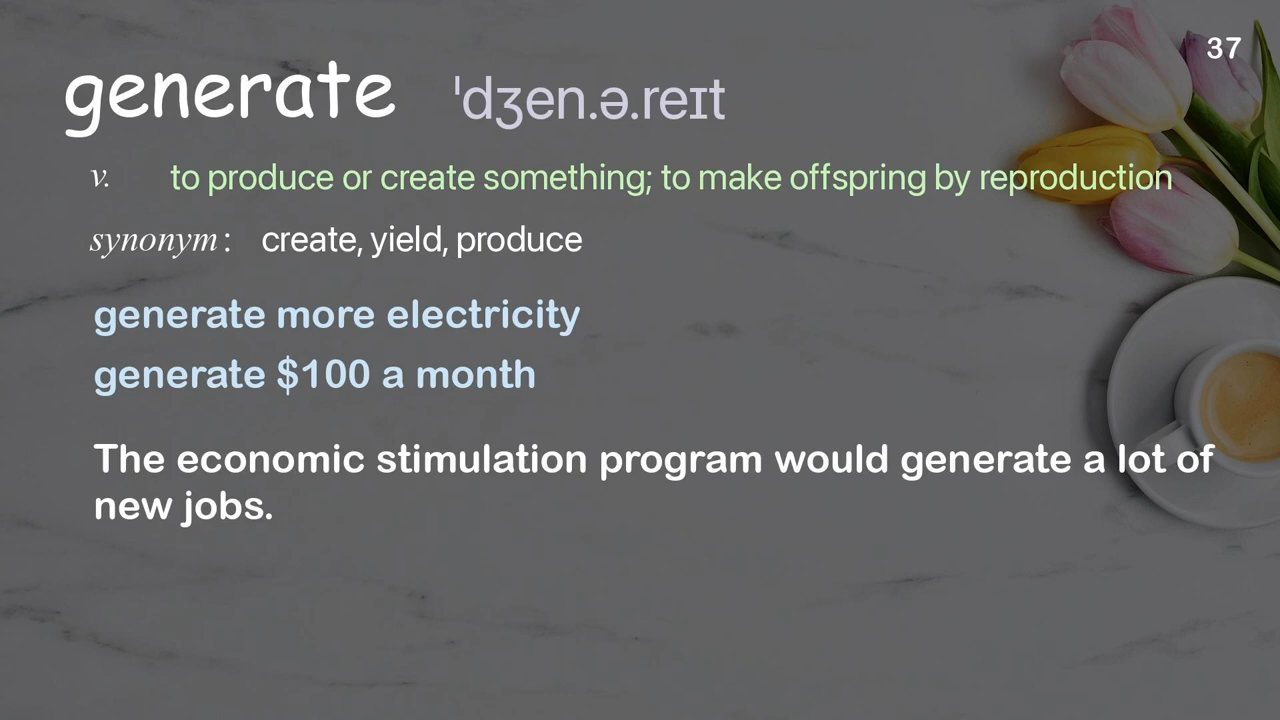 37
generate ˈdʒen.ə.reɪt
v. to produce or create something; to make offspring by reproduction
synonym : create, yield, produce
generate more electricity
generate $100 a month
The economic stimulation program would generate a lot of
new jobs.